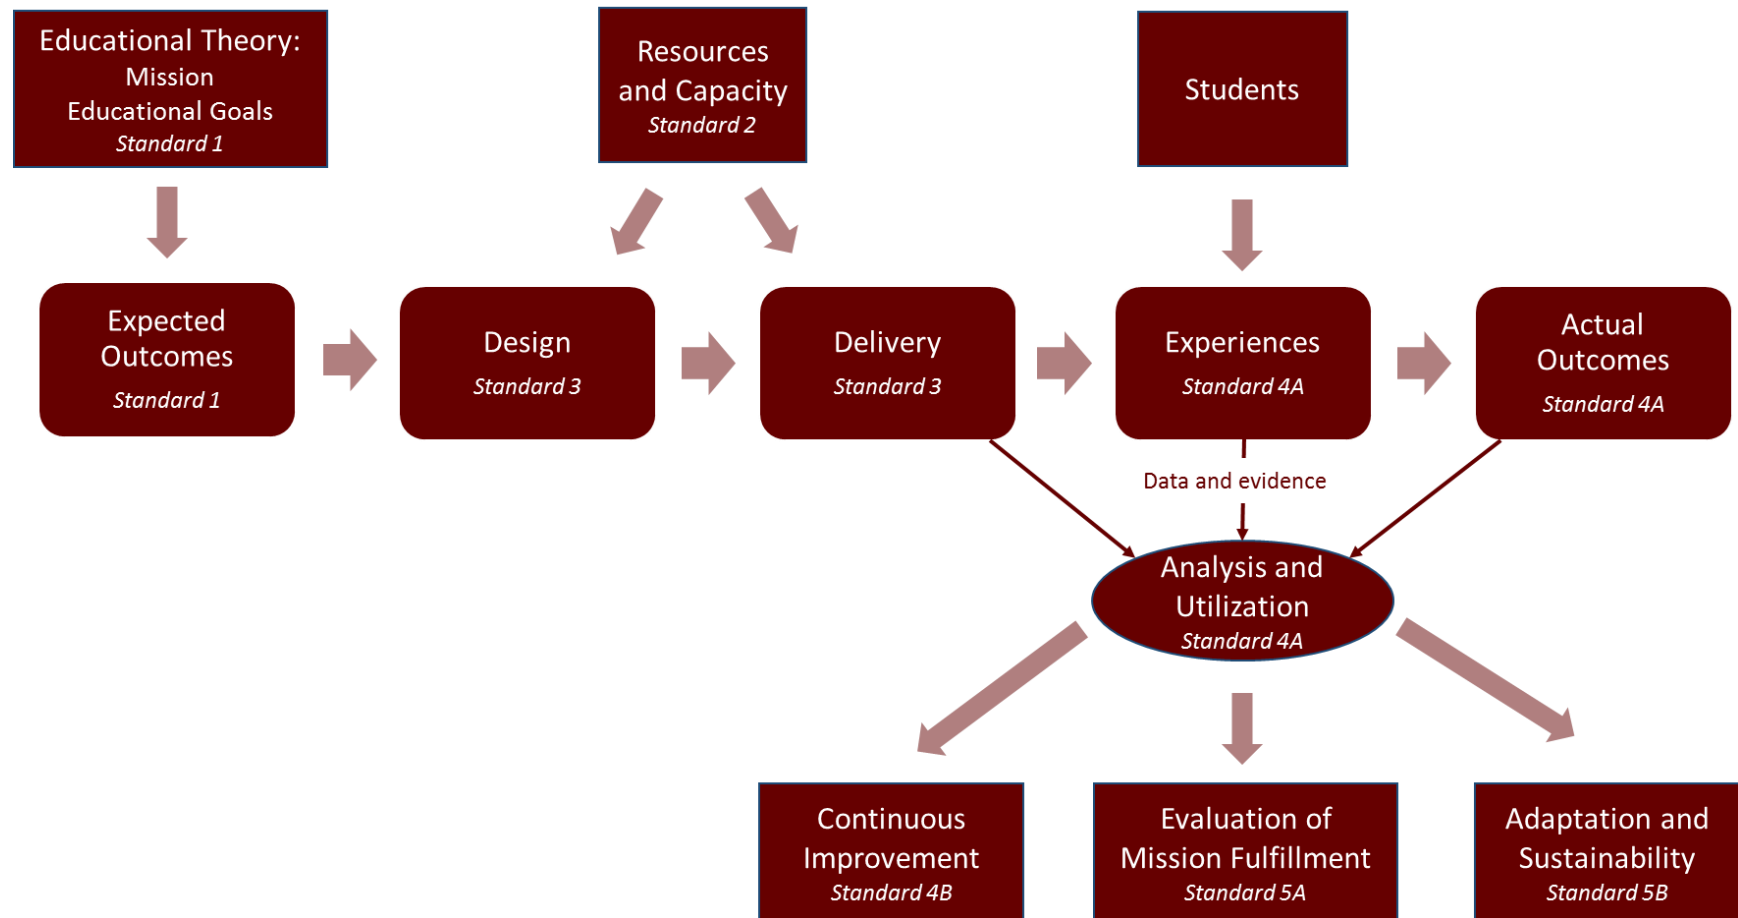 Educational Theory:
Mission
Educational Goals
Standard 1
Resources
and Capacity
Standard 2
Students
Expected
Outcomes
Standard 1
Design
Standard 3
Delivery
Standard 3
Experiences
Standard 4A
Actual
Outcomes
Standard 4A
Data and evidence
Analysis and
Utilization
Standard 4A
Continuous
Improvement
Standard 4B
Evaluation of
Mission Fulfillment
Standard 5A
Adaptation and
Sustainability
Standard 5B